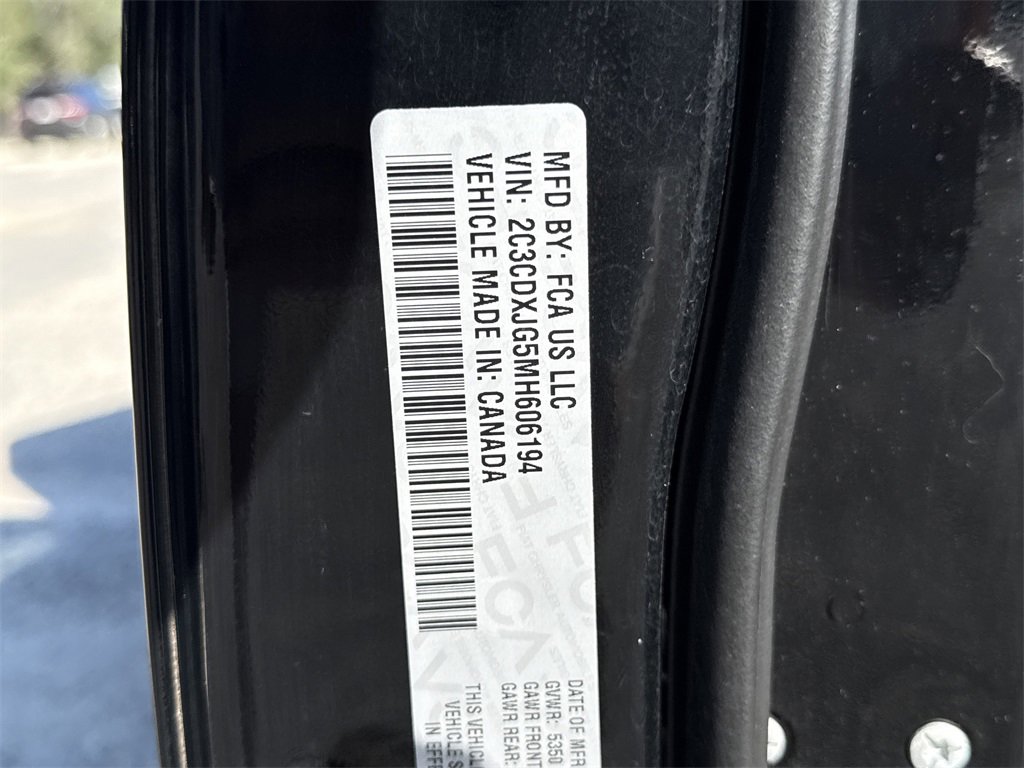 MFD BY: FCA US LLC
VIN: 2C3CDXJG5MH606194
VEHICLE MADE IN: CANADA
DATE OF MFR
GVWR: 5350
GAWR FRONT
GAWR REAR:
THIS VEHICL
VEHICLE S
IN EFFE